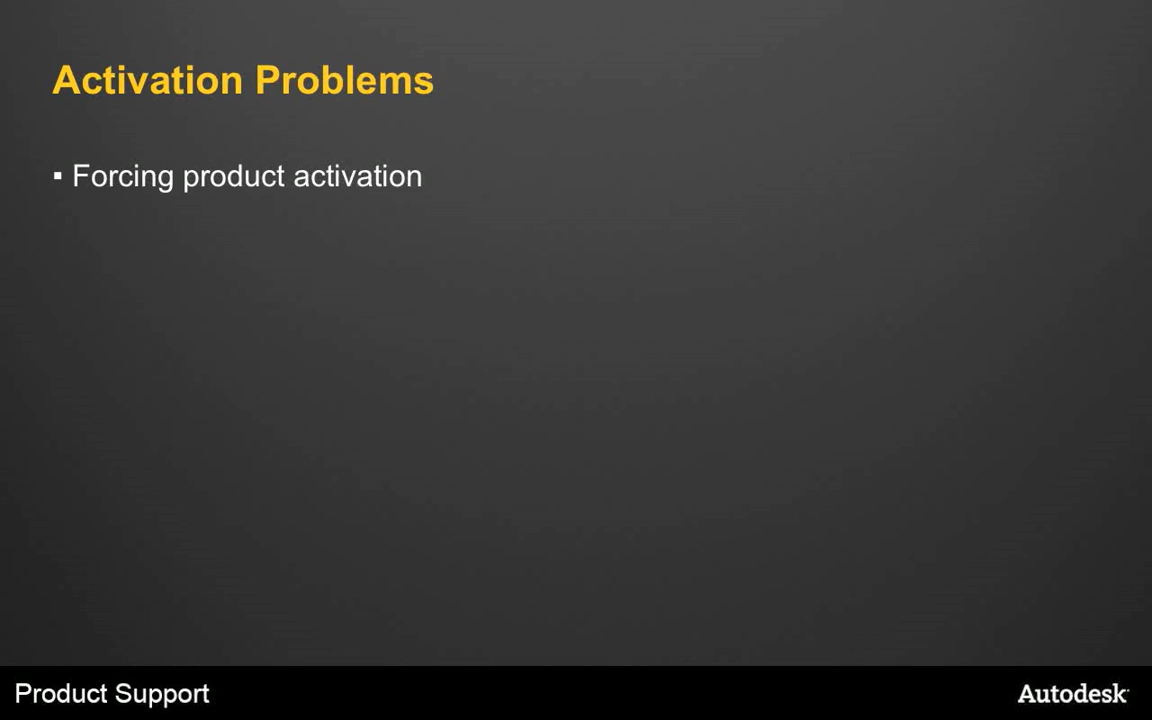 Activation Problems
▪ Forcing product activation
Product Support
Autodesk